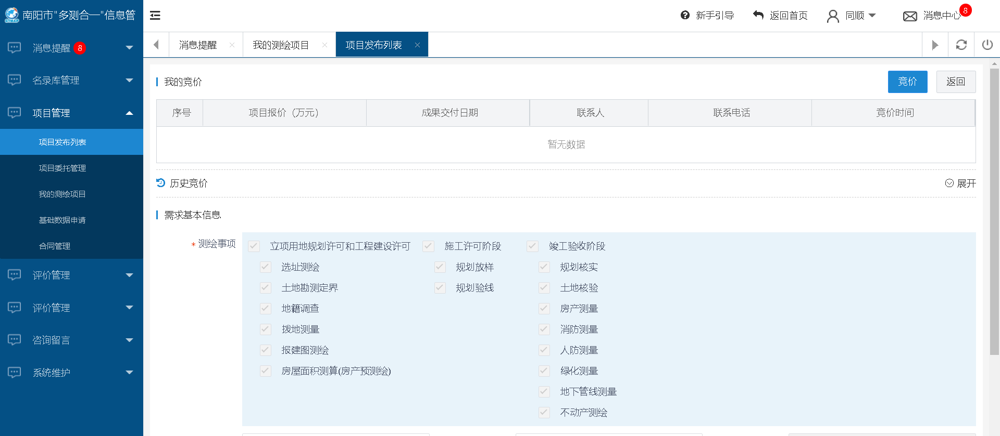 南阳市"多测合一"信息管
新手引导
返回首页
同顺
消息中心
8
消息提醒 8
名录库管理
项目管理
项目发布列表
项目委托管理
我的测绘项目
基础数据申请
合同管理
评价管理
评价管理
咨询留言
系统维护
消息提醒
我的测绘项目
项目发布列表
我的竞价
竞价
返回
序号 项目报价（万元） 成果交付日期 联系人 联系电话 竞价时间
暂无数据
历史竞价
展开
需求基本信息
* 测绘事项
立项用地规划许可和工程建设许可 施工许可阶段 竣工验收阶段
选址测绘 规划放样 规划核实
土地勘测定界 规划验线 土地核验
地籍调查 房产测量
拨地测量 消防测量
报建图测绘 人防测量
房屋面积测算(房产预测绘) 绿化测量
地下管线测量
不动产测绘